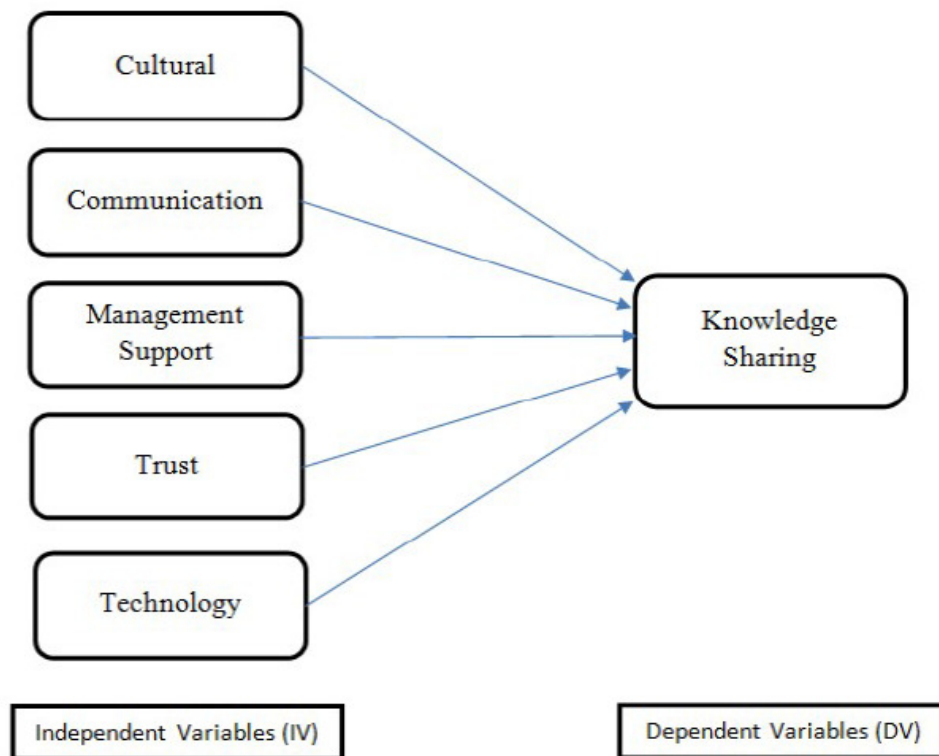 Cultural
Communication
Management
Support
Trust
Technology
Knowledge
Sharing
Independent Variables (IV)
Dependent Variables (DV)